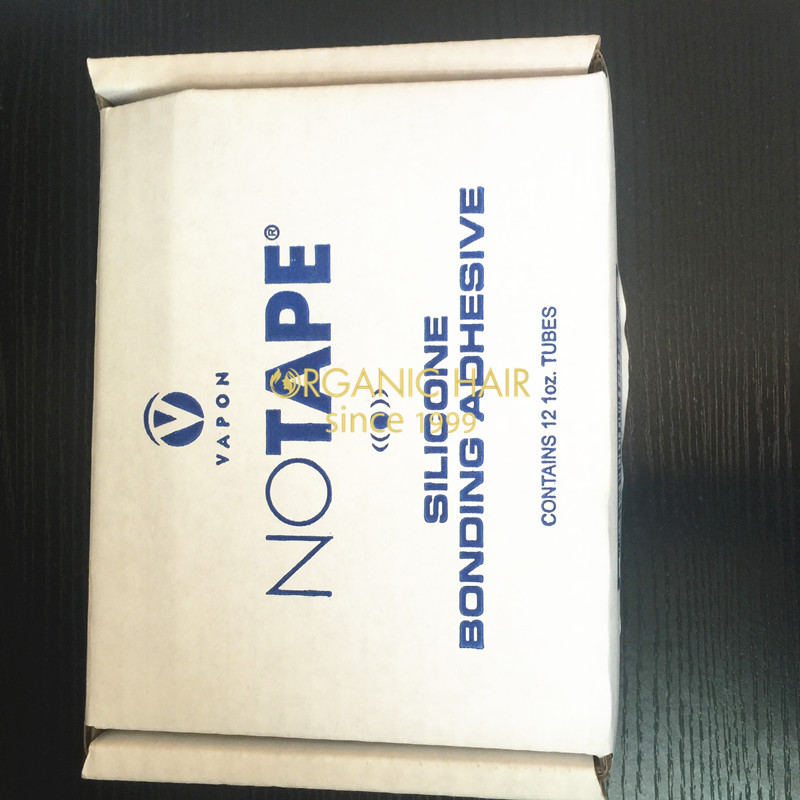 VAPON
NOTAPE®
SILICONE
BONDING ADHESIVE
CONTAINS 12 1oz. TUBES
ORGANIC HAIR
since 1999